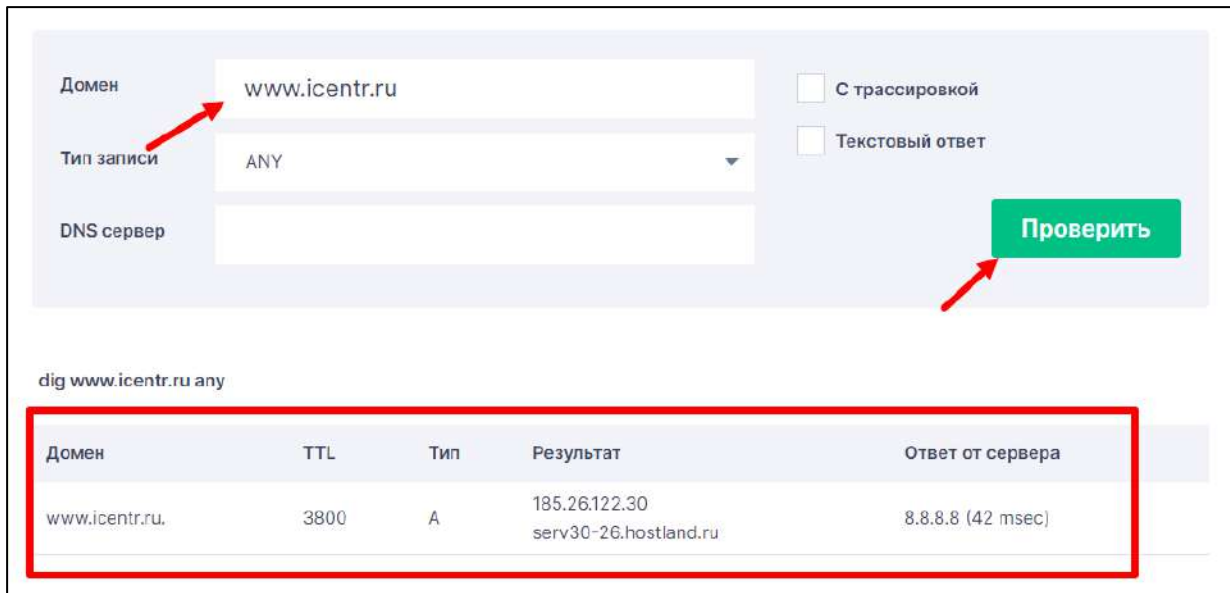 Домен
www.icentr.ru
С трассировкой
Тип записи
ANY
Текстовый ответ
DNS сервер
Проверить
dig www.icentr.ru any
Домен TTL Тип Результат Ответ от сервера
www.icentr.ru. 3800 A 185.26.122.30 8.8.8.8 (42 msec)
serv30-26.hostland.ru